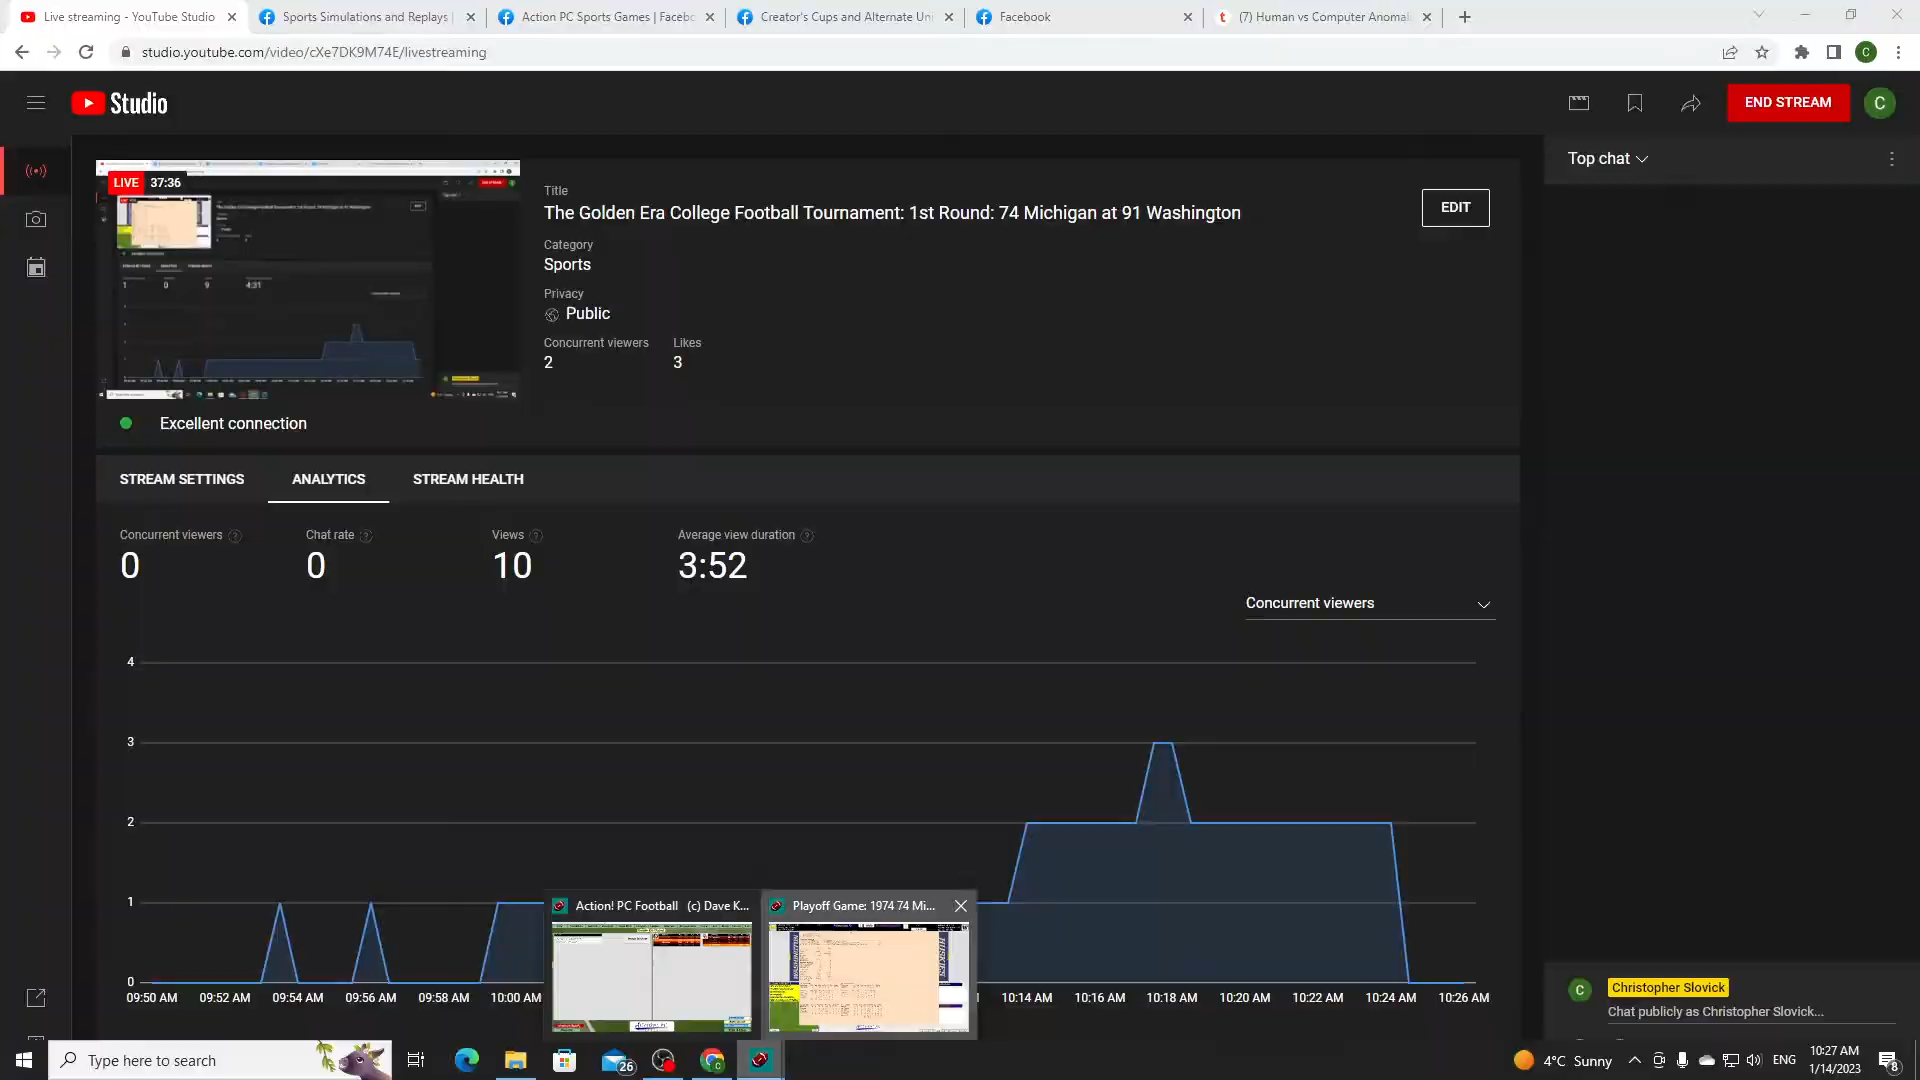 Live streaming - YouTube Studio
Sports Simulations and Replays |
Action PC Sports Games | Faceb
Creator's Cups and Alternate Uni
Facebook
(7) Human vs Computer Anomal
studio.youtube.com/video/cXe7DK9M74E/livestreaming
Studio
END STREAM
C
LIVE 37:36
Title
The Golden Era College Football Tournament: 1st Round: 74 Michigan at 91 Washington
EDIT
Category
Sports
Privacy
Public
Concurrent viewers Likes
2 3
Excellent connection
Top chat
STREAM SETTINGS ANALYTICS STREAM HEALTH
Concurrent viewers Chat rate Views Average view duration
0 0 10 3:52
Concurrent viewers
4
3
2
1
0
09:50 AM 09:52 AM 09:54 AM 09:56 AM 09:58 AM 10:00 AM 10:14 AM 10:16 AM 10:18 AM 10:20 AM 10:22 AM 10:24 AM 10:26 AM
Action! PC Football (c) Dave K...
Playoff Game: 1974 74 Mi...
WASHINGTON
HUSKIES
C
Christopher Slovick
Chat publicly as Christopher Slovick...
Type here to search
26
4°C Sunny
ENG
10:27 AM
1/14/2023
8